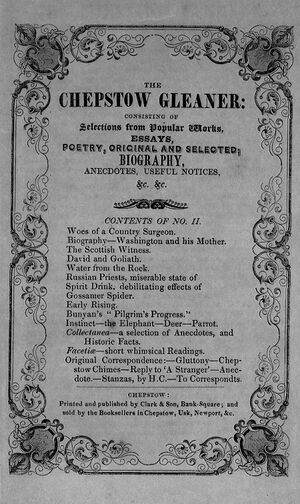 THE
CHEPSTOW GLEANER:
CONSISTING OF
Selections from Popular Works,
ESSAYS,
POETRY, ORIGINAL AND SELECTED;
BIOGRAPHY,
ANECDOTES, USEFUL NOTICES,
&c. &c.
CONTENTS OF NO. II.
Woes of a Country Surgeon.
Biography—Washington and his Mother.
The Scottish Witness.
David and Goliath.
Water from the Rock.
Russian Priests, miserable state of
Spirit Drink, debilitating effects of
Gossamer Spider.
Early Rising.
Bunyan's "Pilgrim's Progress."
Instinct—the Elephant—Deer—Parrot.
Collectanea—a selection of Anecdotes, and
Historic Facts.
Facetiæ—short whimsical Readings.
Original Correspondence:—Gluttony—Chep-
stow Chimes—Reply to 'A Stranger'—Anec-
dote.—Stanzas, by H.C.—To Correspondts.
CHEPSTOW:
Printed and published by Clark & Son, Bank-Square; and
sold by the Booksellers in Chepstow, Usk, Newport, &c.